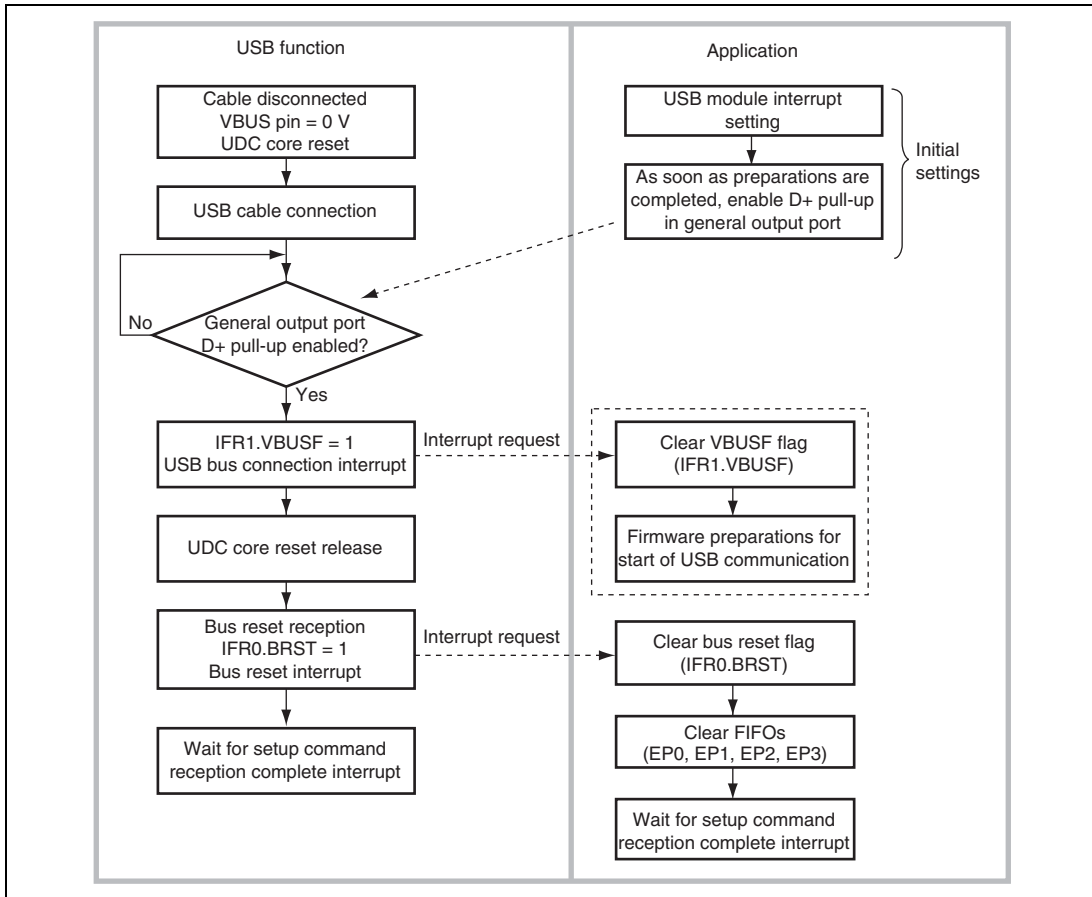 USB function
Cable disconnected
VBUS pin = 0 V
UDC core reset
USB cable connection
General output port
D+ pull-up enabled?
No
Yes
IFR1.VBUSF = 1
USB bus connection interrupt
Interrupt request
UDC core reset release
Bus reset reception
IFR0.BRST = 1
Bus reset interrupt
Interrupt request
Wait for setup command
reception complete interrupt
Application
USB module interrupt
setting
As soon as preparations are
completed, enable D+ pull-up
in general output port
Initial
settings
Clear VBUSF flag
(IFR1.VBUSF)
Firmware preparations for
start of USB communication
Clear bus reset flag
(IFR0.BRST)
Clear FIFOs
(EP0, EP1, EP2, EP3)
Wait for setup command
reception complete interrupt